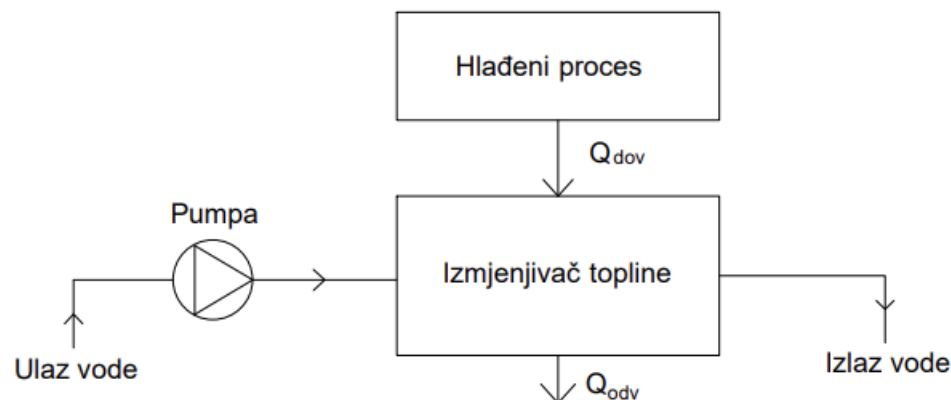 Hlađeni proces
Qdov
Pumpa
Izmjenjivač topline
Ulaz vode
Izlaz vode
Qodv